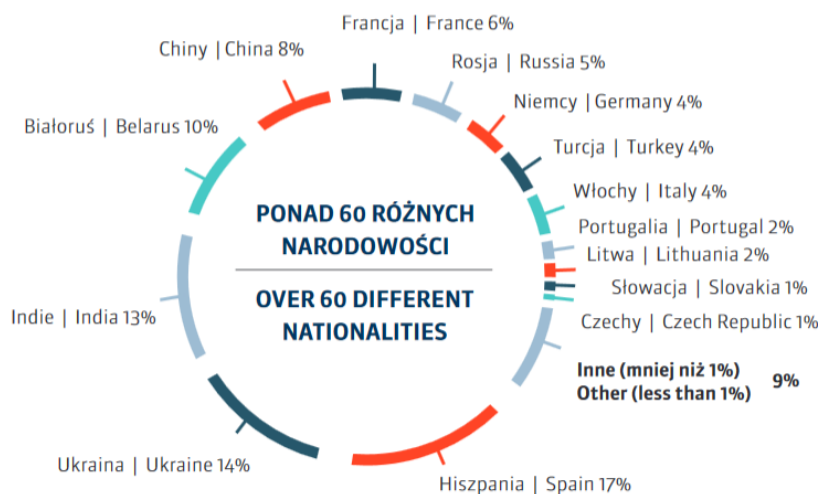 Francja | France 6%
Chiny | China 8%
Rosja | Russia 5%
Niemcy | Germany 4%
Białoruś | Belarus 10%
Turcja | Turkey 4%
Włochy | Italy 4%
PONAD 60 RÓŻNYCH
NARODOWOŚCI
Portugalia | Portugal 2%
Litwa | Lithuania 2%
Słowacja | Slovakia 1%
OVER 60 DIFFERENT
NATIONALITIES
Indie | India 13%
Czechy | Czech Republic 1%
Inne (mniej niż 1%)
Other (less than 1%)
9%
Ukraina | Ukraine 14%
Hiszpania | Spain 17%